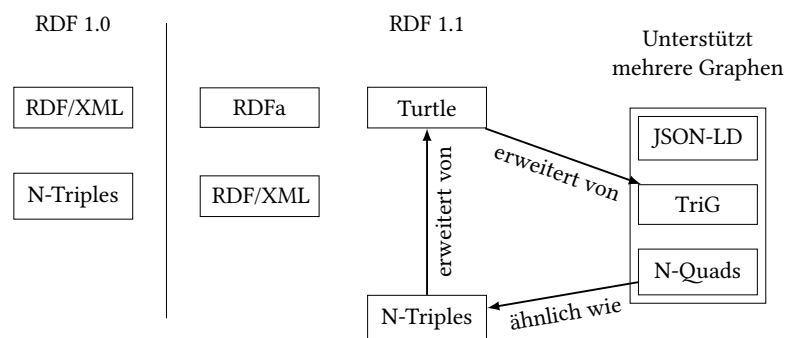 RDF 1.0
RDF 1.1
Unterstützt
mehrere Graphen
RDF/XML
RDFa
Turtle
JSON-LD
erweitert von
N-Triples
RDF/XML
erweitert von
TriG
N-Quads
N-Triples
ähnlich wie